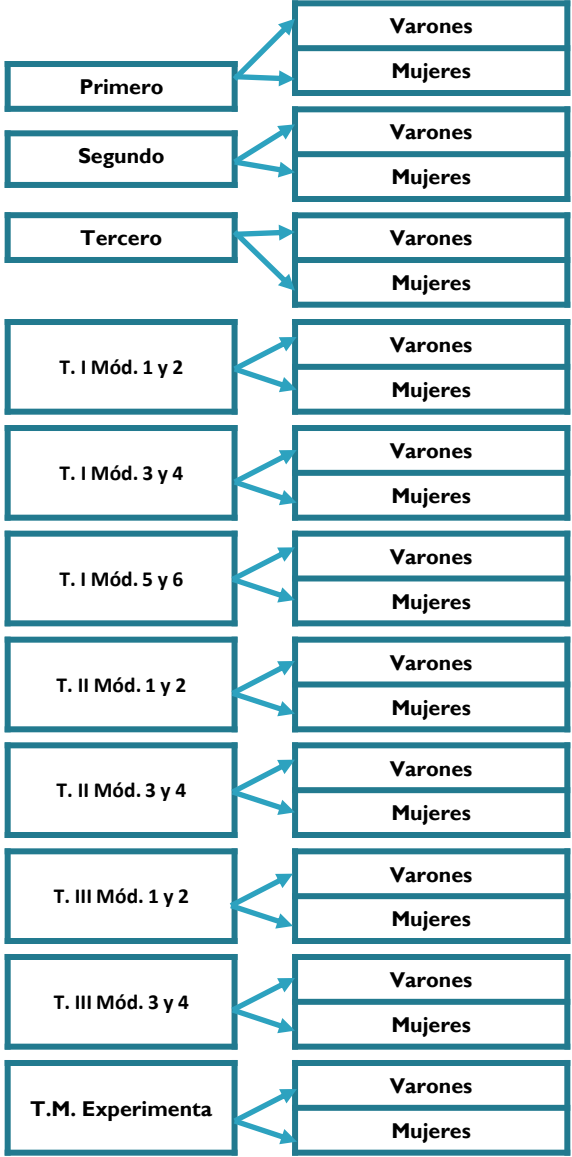 Primero
Varones
Mujeres
Segundo
Varones
Mujeres
Tercero
Varones
Mujeres
T. I Mód. 1 y 2
Varones
Mujeres
T. I Mód. 3 y 4
Varones
Mujeres
T. I Mód. 5 y 6
Varones
Mujeres
T. II Mód. 1 y 2
Varones
Mujeres
T. II Mód. 3 y 4
Varones
Mujeres
T. III Mód. 1 y 2
Varones
Mujeres
T. III Mód. 3 y 4
Varones
Mujeres
T.M. Experimenta
Varones
Mujeres